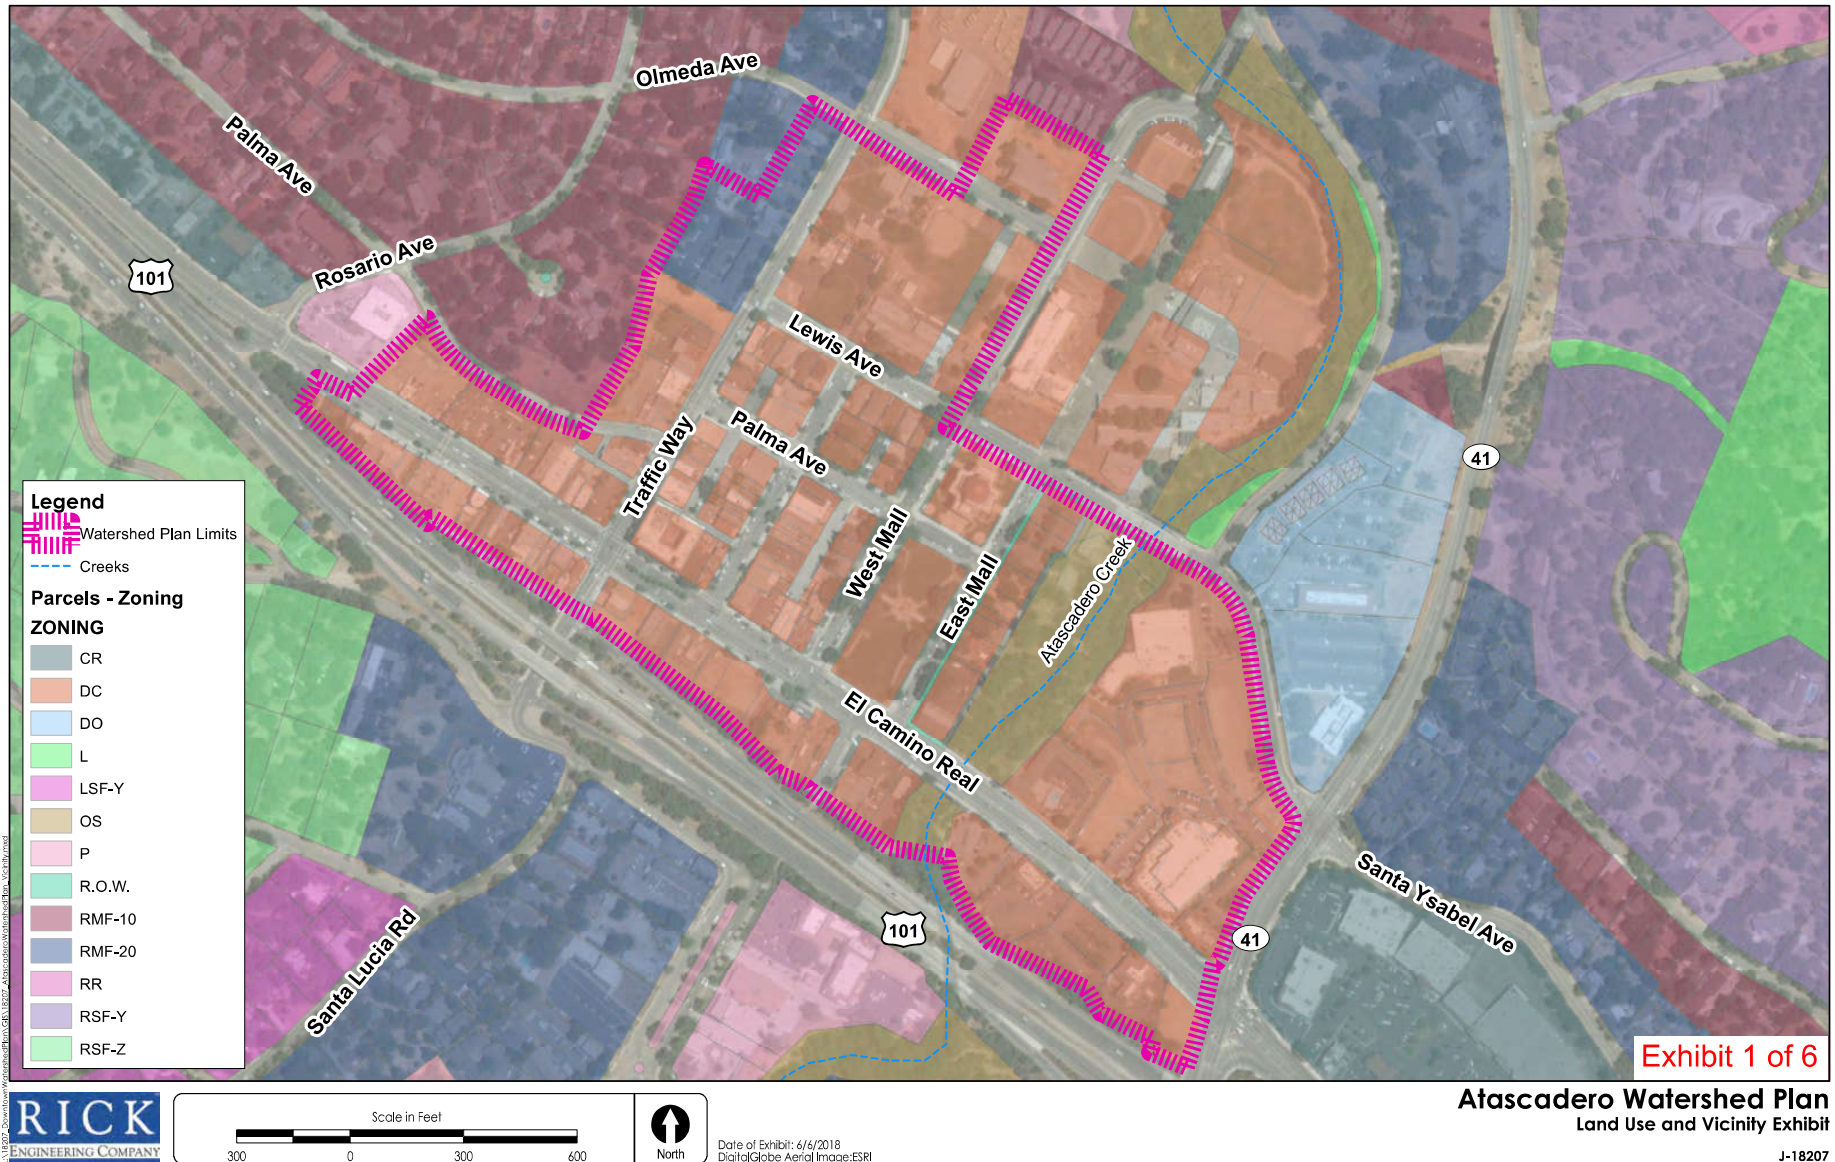 Olmeda Ave
Palma Ave
Rosario Ave
101
Lewis Ave
Palma Ave
Traffic Way
West Mall
East Mall
Atascadero Creek
El Camino Real
41
Legend
Watershed Plan Limits
Creeks
Parcels - Zoning
ZONING
CR
DC
DO
L
LSF-Y
OS
P
R.O.W.
RMF-10
RMF-20
RR
RSF-Y
RSF-Z
Santa Lucia Rd
101
41
Santa Ysabel Ave
Exhibit 1 of 6
RICK
ENGINEERING COMPANY
Scale in Feet
300 0 300 600
North
Date of Exhibit: 6/6/2018
DigitalGlobe Aerial Image:ESRI
Atascadero Watershed Plan
Land Use and Vicinity Exhibit
J-18207